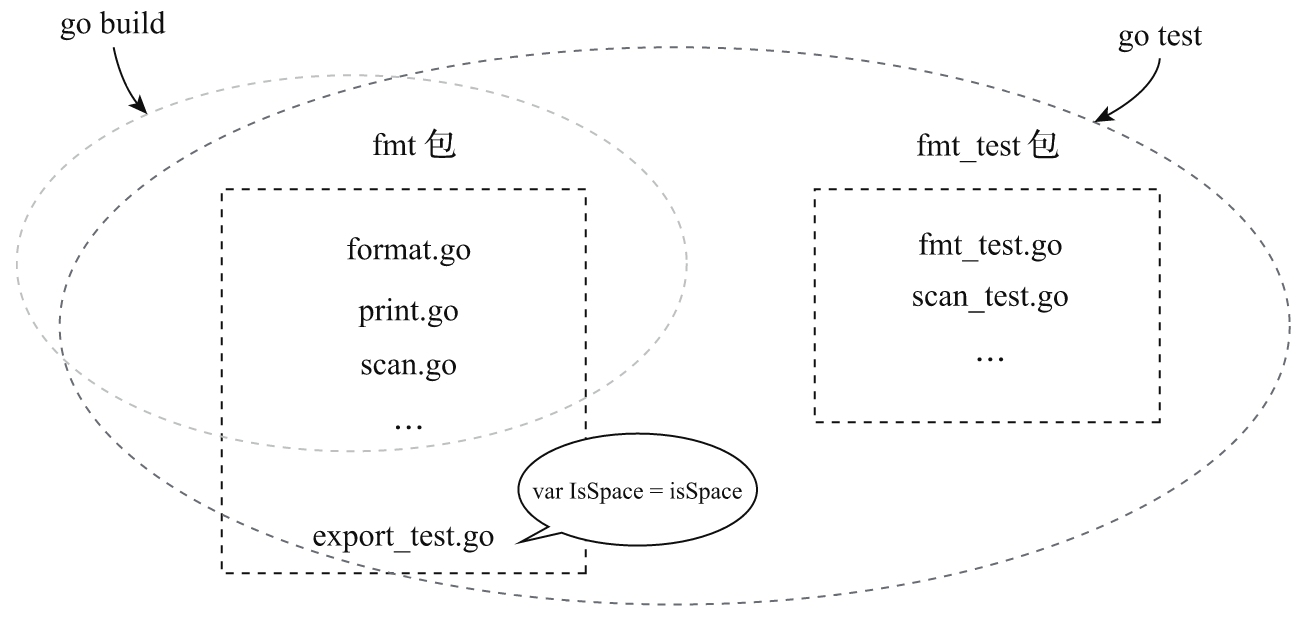 go build
go test
fmt 包
fmt_test 包
format.go
print.go
scan.go
...
export_test.go
var IsSpace = isSpace
fmt_test.go
scan_test.go
...